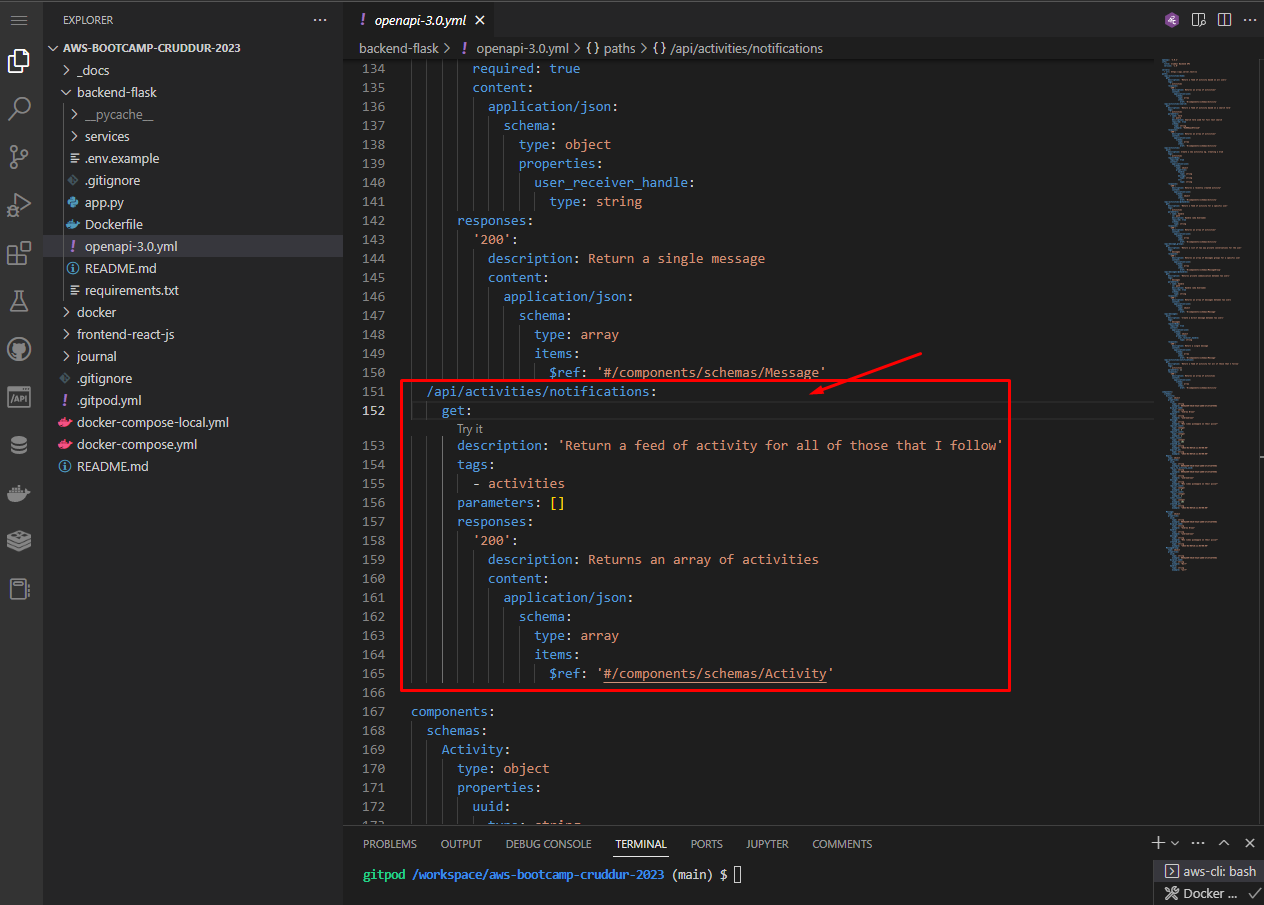 EXPLORER
AWS-BOOTCAMP-CRUDDUR-2023
_docs
backend-flask
__pycache__
services
.env.example
.gitignore
app.py
Dockerfile
openapi-3.0.yml
README.md
requirements.txt
docker
frontend-react-js
journal
.gitignore
.gitpod.yml
docker-compose-local.yml
docker-compose.yml
README.md
openapi-3.0.yml
backend-flask > openapi-3.0.yml > {} paths > {} /api/activities/notifications
134 required: true
135 content:
136 application/json:
137 schema:
138 type: object
139 properties:
140 user_receiver_handle:
141 type: string
142 responses:
143 '200':
144 description: Return a single message
145 content:
146 application/json:
147 schema:
148 type: array
149 items:
150 $ref: '#/components/schemas/Message'
151 /api/activities/notifications:
152 get:
Try it
153 description: 'Return a feed of activity for all of those that I follow'
154 tags:
155 - activities
156 parameters: []
157 responses:
158 '200':
159 description: Returns an array of activities
160 content:
161 application/json:
162 schema:
163 type: array
164 items:
165 $ref: '#/components/schemas/Activity'
166
167 components:
168 schemas:
169 Activity:
170 type: object
171 properties:
172 uuid:
173 type: string
PROBLEMS OUTPUT DEBUG CONSOLE TERMINAL PORTS JUPYTER COMMENTS
gitpod /workspace/aws-bootcamp-cruddur-2023 (main) $
aws-cli: bash
Docker ...